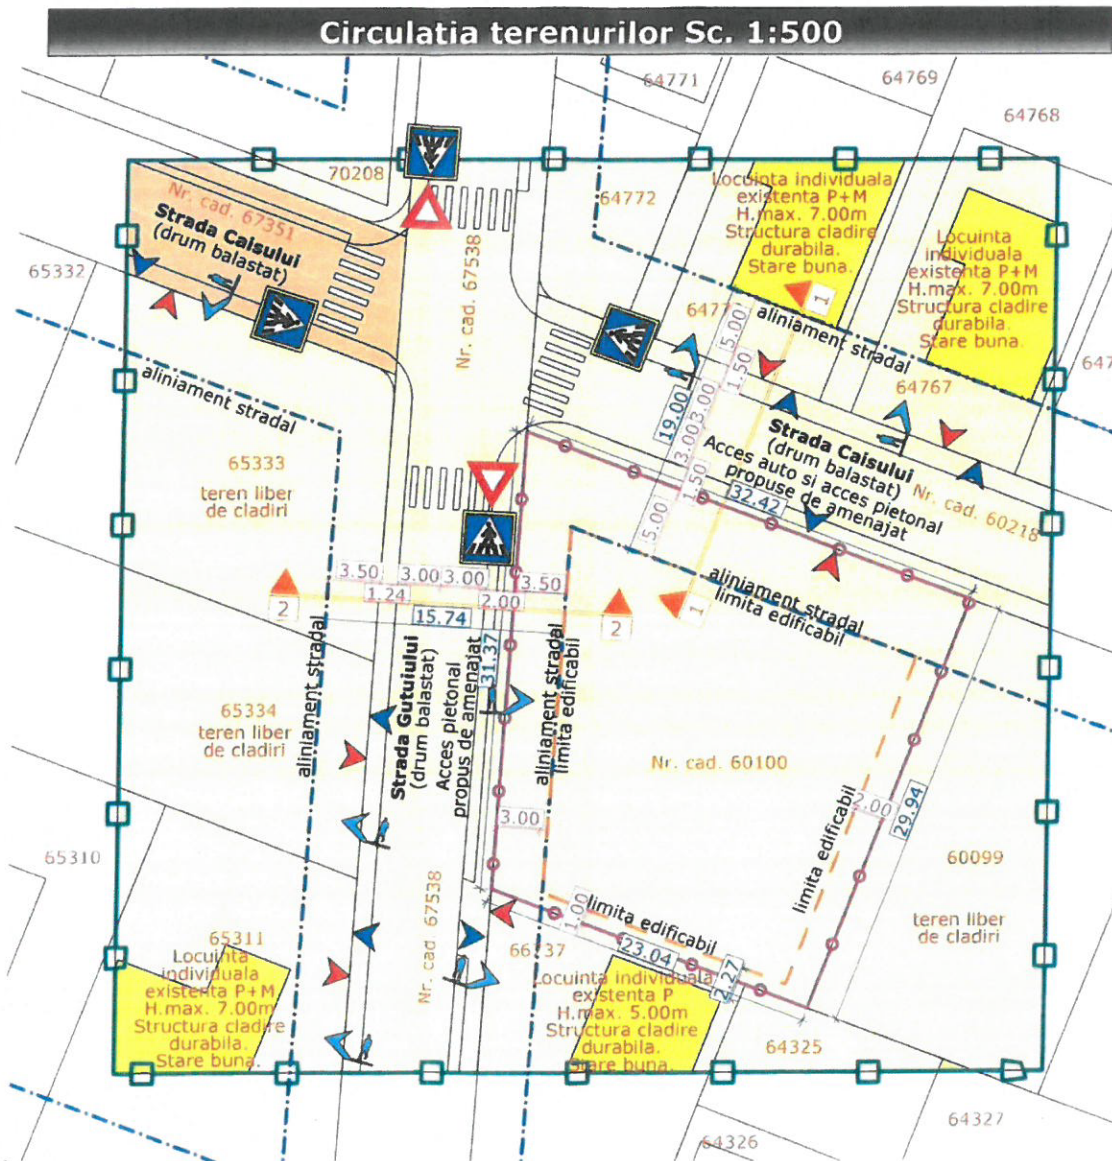 Circulatia terenurilor Sc. 1:500
64771
64769
64768
70208
64772
Nr. cad. 67351
Strada Caisului
(drum balastat)
65332
Nr. cad. 67538
Locuinta individuala
existenta P+M
H.max. 7.00m
Structura cladire
durabila.
Stare buna.
Locuinta
individuala
existenta P+M
H.max. 7.00m
Structura cladire
durabila.
Stare buna.
1
aliniament stradal
64767
aliniament stradal
5.00
1.50
19.00
3.00
3.00
1.50
5.00
Strada Caisului
(drum balastat)
Acces auto si acces pietonal
propuse de amenajat
Nr. cad. 60218
32.42
65333
teren liber
de cladiri
3.50
3.00
3.00
3.50
1.24
2.00
15.74
2
2
1
aliniament stradal
limita edificabil
aliniament stradal
Strada Gutuiului
(drum balastat)
Acces pietonal
propus de amenajat
31.37
aliniament stradal
limita edificabil
65334
teren liber
de cladiri
Nr. cad. 60100
3.00
2.00
29.94
limita edificabil
65310
60099
teren liber
de cladiri
Nr. cad. 67538
limita edificabil
1.00
23.04
2.27
65311
Locuinta
individuala
existenta P+M
H.max. 7.00m
Structura cladire
durabila.
Stare buna.
66737
Locuinta individuala
existenta P
H.max. 5.00m
Structura cladire
durabila.
Stare buna.
64325
64326
64327